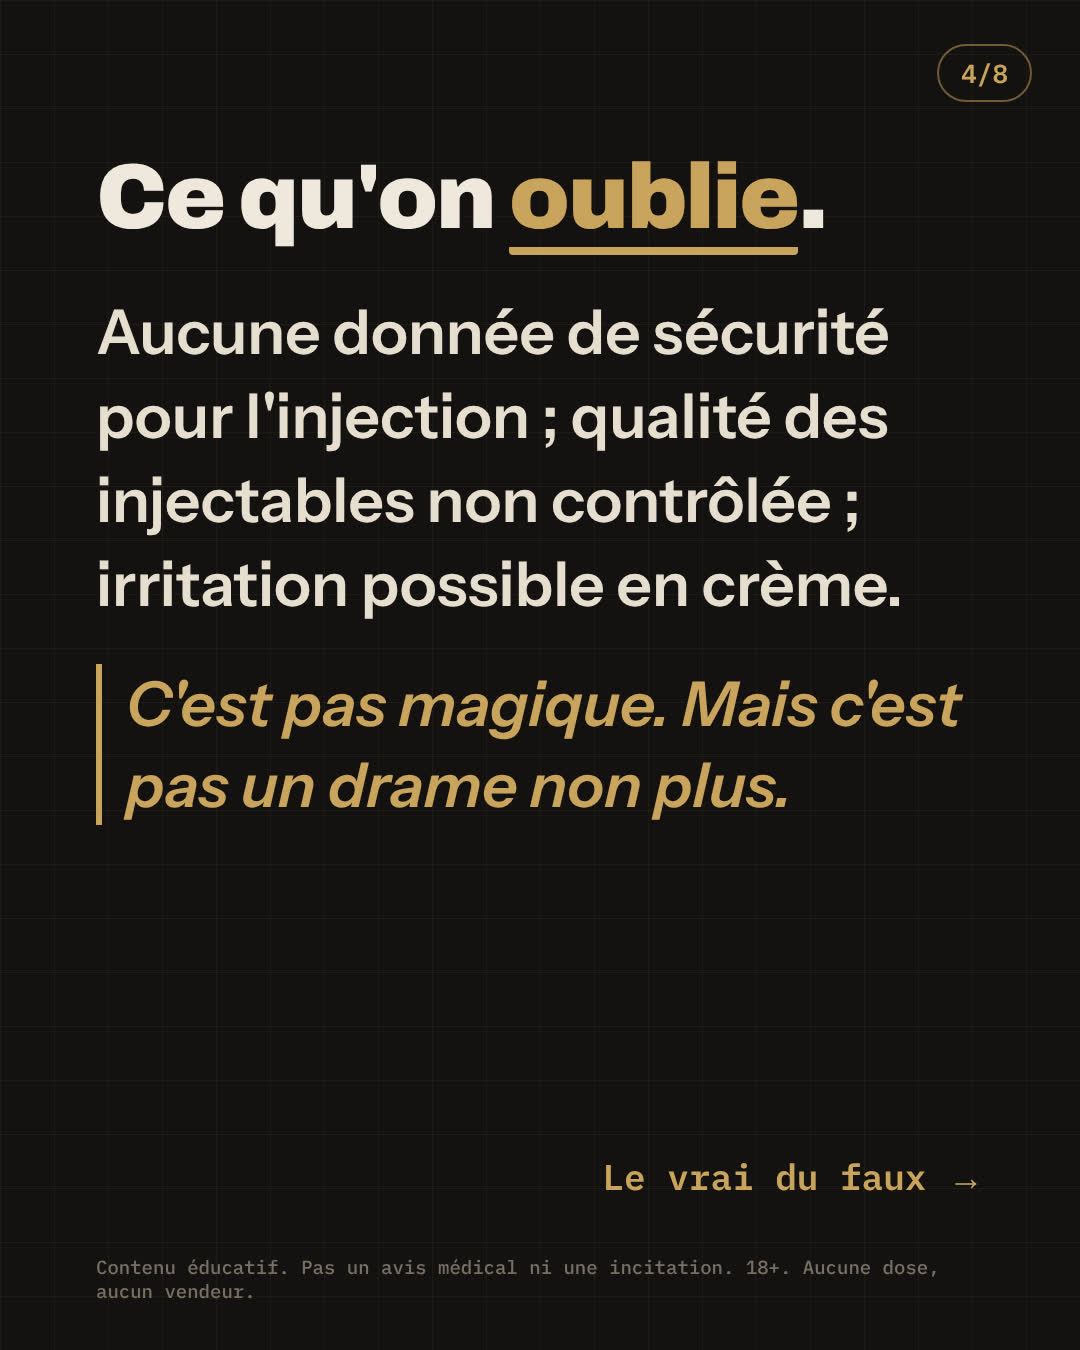 4/8
Ce qu'on oublie.
Aucune donnée de sécurité
pour l'injection ; qualité des
injectables non contrôlée ;
irritation possible en crème.
C'est pas magique. Mais c'est
pas un drame non plus.
Le vrai du faux →
Contenu éducatif. Pas un avis médical ni une incitation. 18+. Aucune dose,
aucun vendeur.